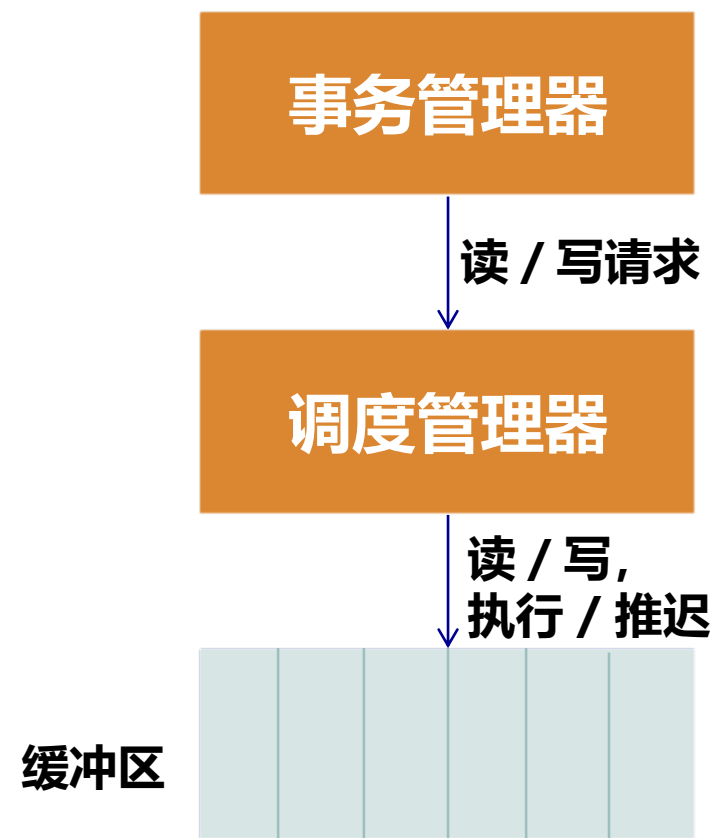 事务管理器
读 / 写请求
调度管理器
读 / 写,
执行 / 推迟
缓冲区